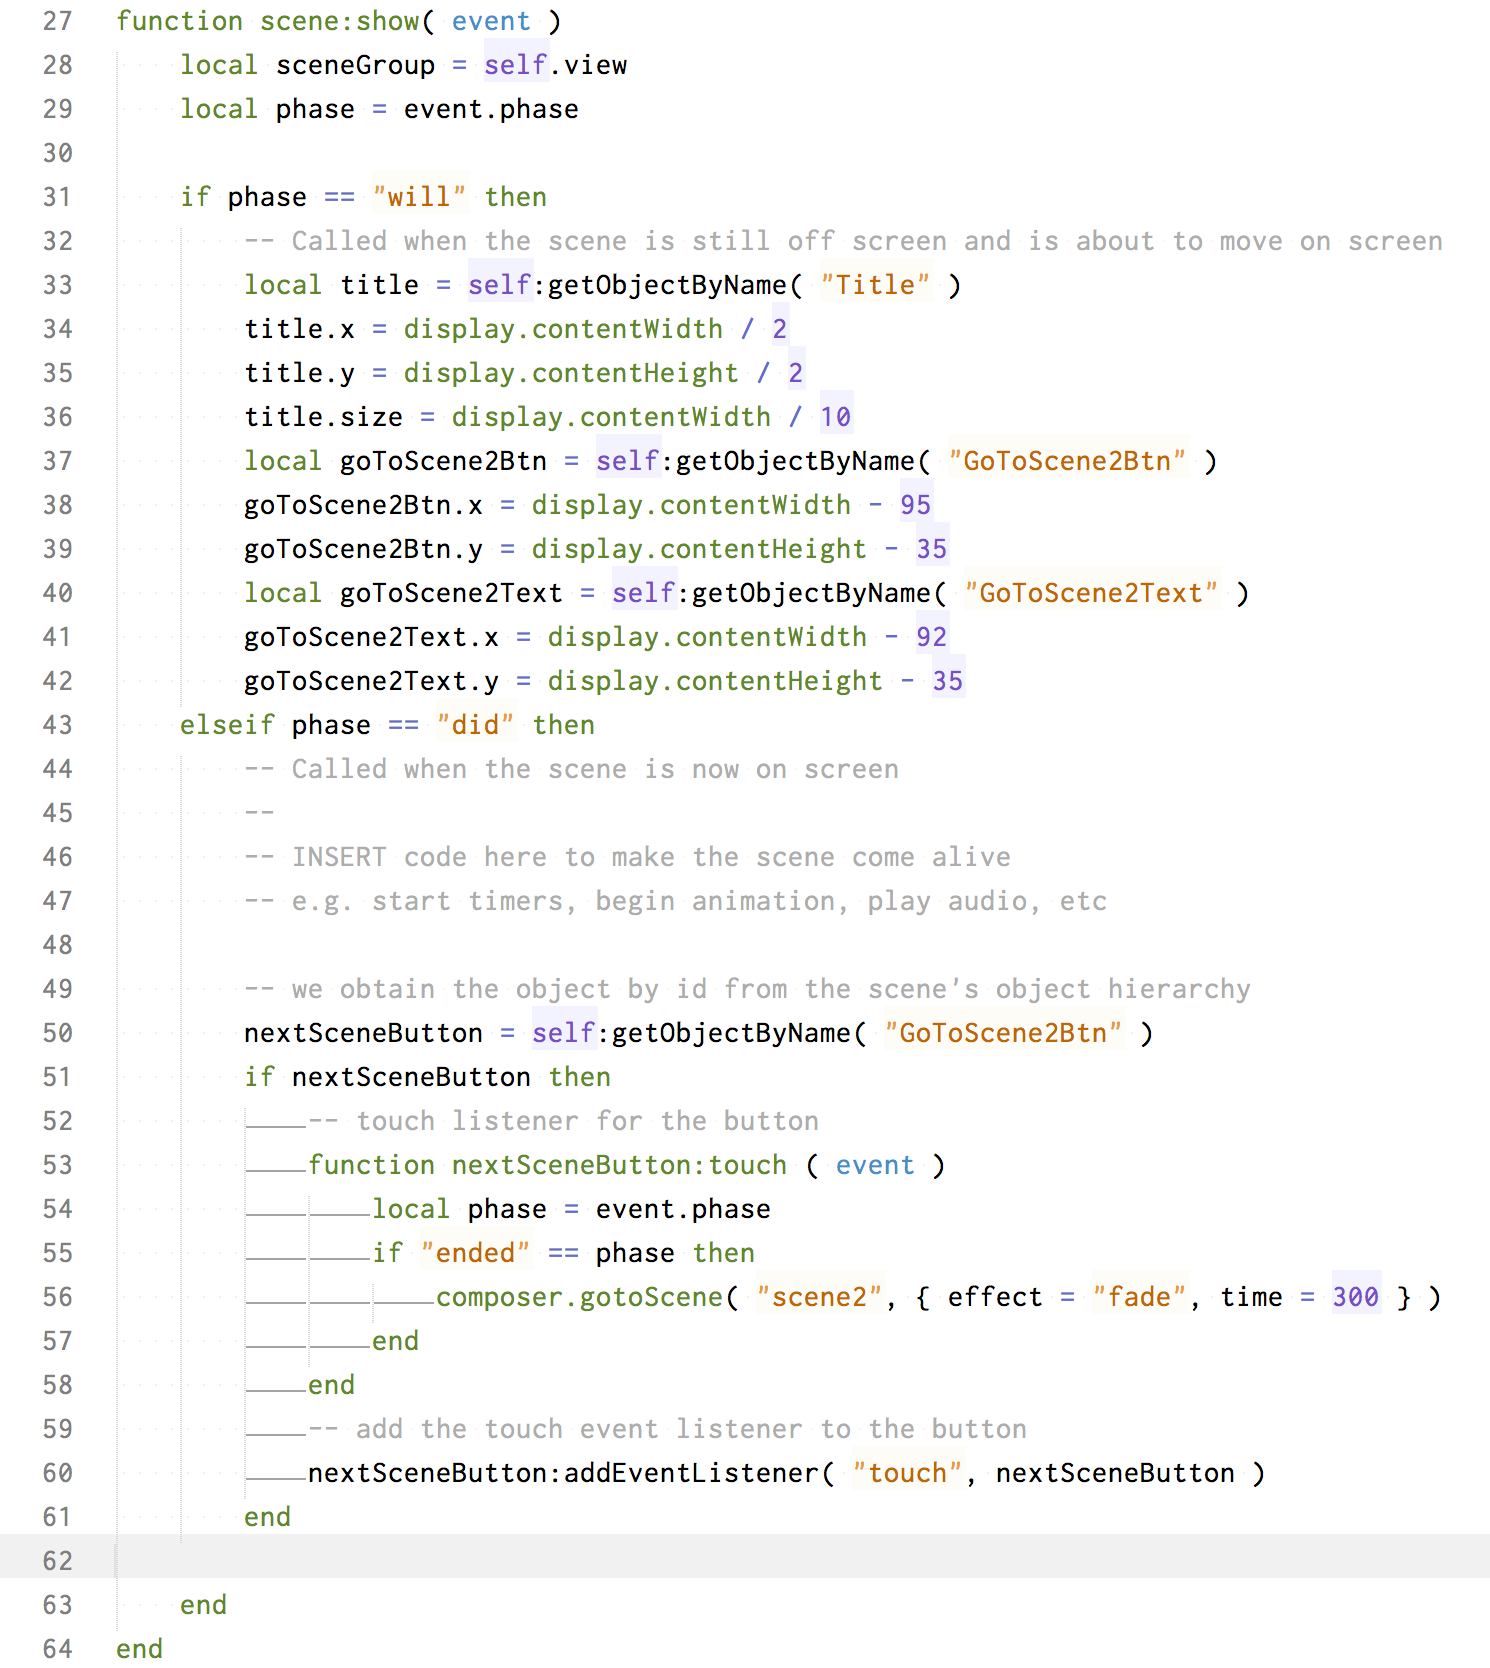 27 function scene:show( event )
28 local sceneGroup = self.view
29 local phase = event.phase
30
31 if phase == "will" then
32 -- Called when the scene is still off screen and is about to move on screen
33 local title = self:getObjectByName( "Title" )
34 title.x = display.contentWidth / 2
35 title.y = display.contentHeight / 2
36 title.size = display.contentWidth / 10
37 local goToScene2Btn = self:getObjectByName( "GoToScene2Btn" )
38 goToScene2Btn.x = display.contentWidth - 95
39 goToScene2Btn.y = display.contentHeight - 35
40 local goToScene2Text = self:getObjectByName( "GoToScene2Text" )
41 goToScene2Text.x = display.contentWidth - 92
42 goToScene2Text.y = display.contentHeight - 35
43 elseif phase == "did" then
44 -- Called when the scene is now on screen
45 --
46 -- INSERT code here to make the scene come alive
47 -- e.g. start timers, begin animation, play audio, etc
48
49 -- we obtain the object by id from the scene's object hierarchy
50 nextSceneButton = self:getObjectByName( "GoToScene2Btn" )
51 if nextSceneButton then
52 -- touch listener for the button
53 function nextSceneButton:touch ( event )
54 local phase = event.phase
55 if "ended" == phase then
56 composer.gotoScene( "scene2", { effect = "fade", time = 300 } )
57 end
58 end
59 -- add the touch event listener to the button
60 nextSceneButton:addEventListener( "touch", nextSceneButton )
61 end
62
63 end
64 end